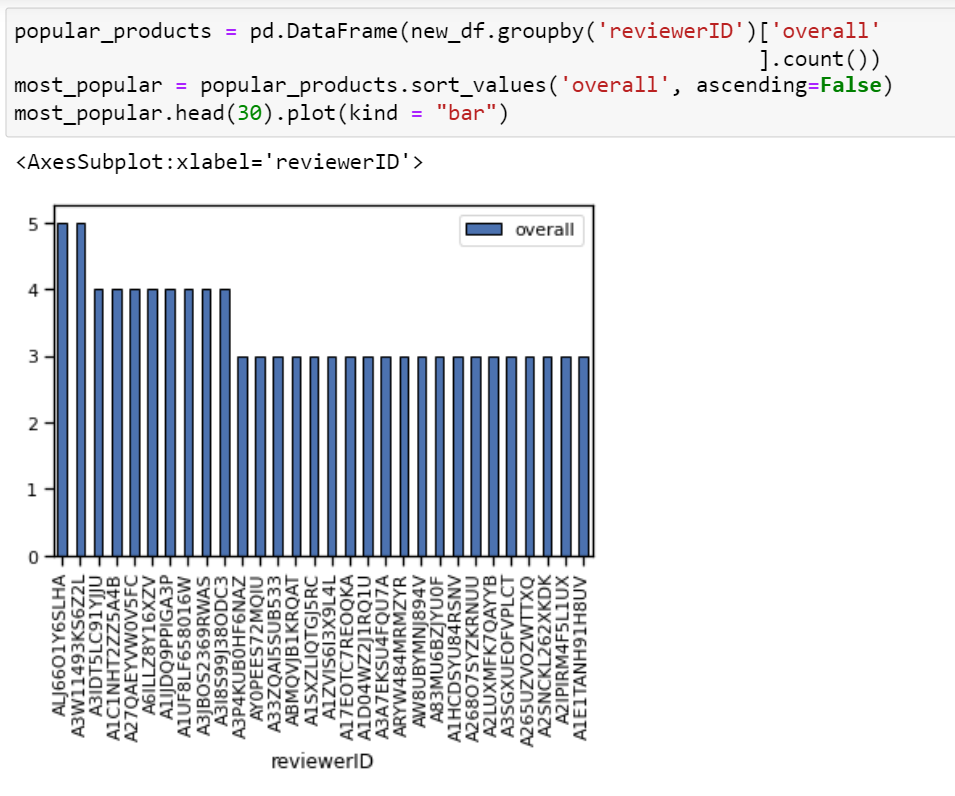 popular_products = pd.DataFrame(new_df.groupby('reviewerID')['overall'
].count())
most_popular = popular_products.sort_values('overall', ascending=False)
most_popular.head(30).plot(kind = "bar")
<AxesSubplot:xlabel='reviewerID'>
overall
5
4
3
2
1
0
ALJ66O1Y6SLHA
A3W11493KS6Z2L
A3IDT5LC91YJJU
A1C1NHT2ZZ5A4B
A27QAEYVW0V5FC
A6ILLZ8Y16XZV
A1IJDQ9PPIGA3P
A1UF8LF658016W
A3JBOS2369RWAS
A3I8S99J38ODC3
A3P4KUB0HF6NAZ
AY0PEES72MQIU
A33ZQAI5SUB533
ABMQVJB1KRQAT
A1SXZLIQTGJ5RC
A1ZVIS6I3X9L4L
A17EOTC7REOQKA
A1D04WZ2J1RQ1U
A3A7EKSU4FQU7A
ARYW484MRMZYR
AW8UBYMNJ894V
A83MU6BZJYU0F
A1HCDSYU84RSNV
A268O7SYZKRNUU
A2LUXMFK7QAYYB
A3SGXUEOFVPLCT
A265UZVOZWTTXQ
A2SNCKL262XKDK
A2IPIRM4F5L1UX
A1E1TANH91H8UV
reviewerID